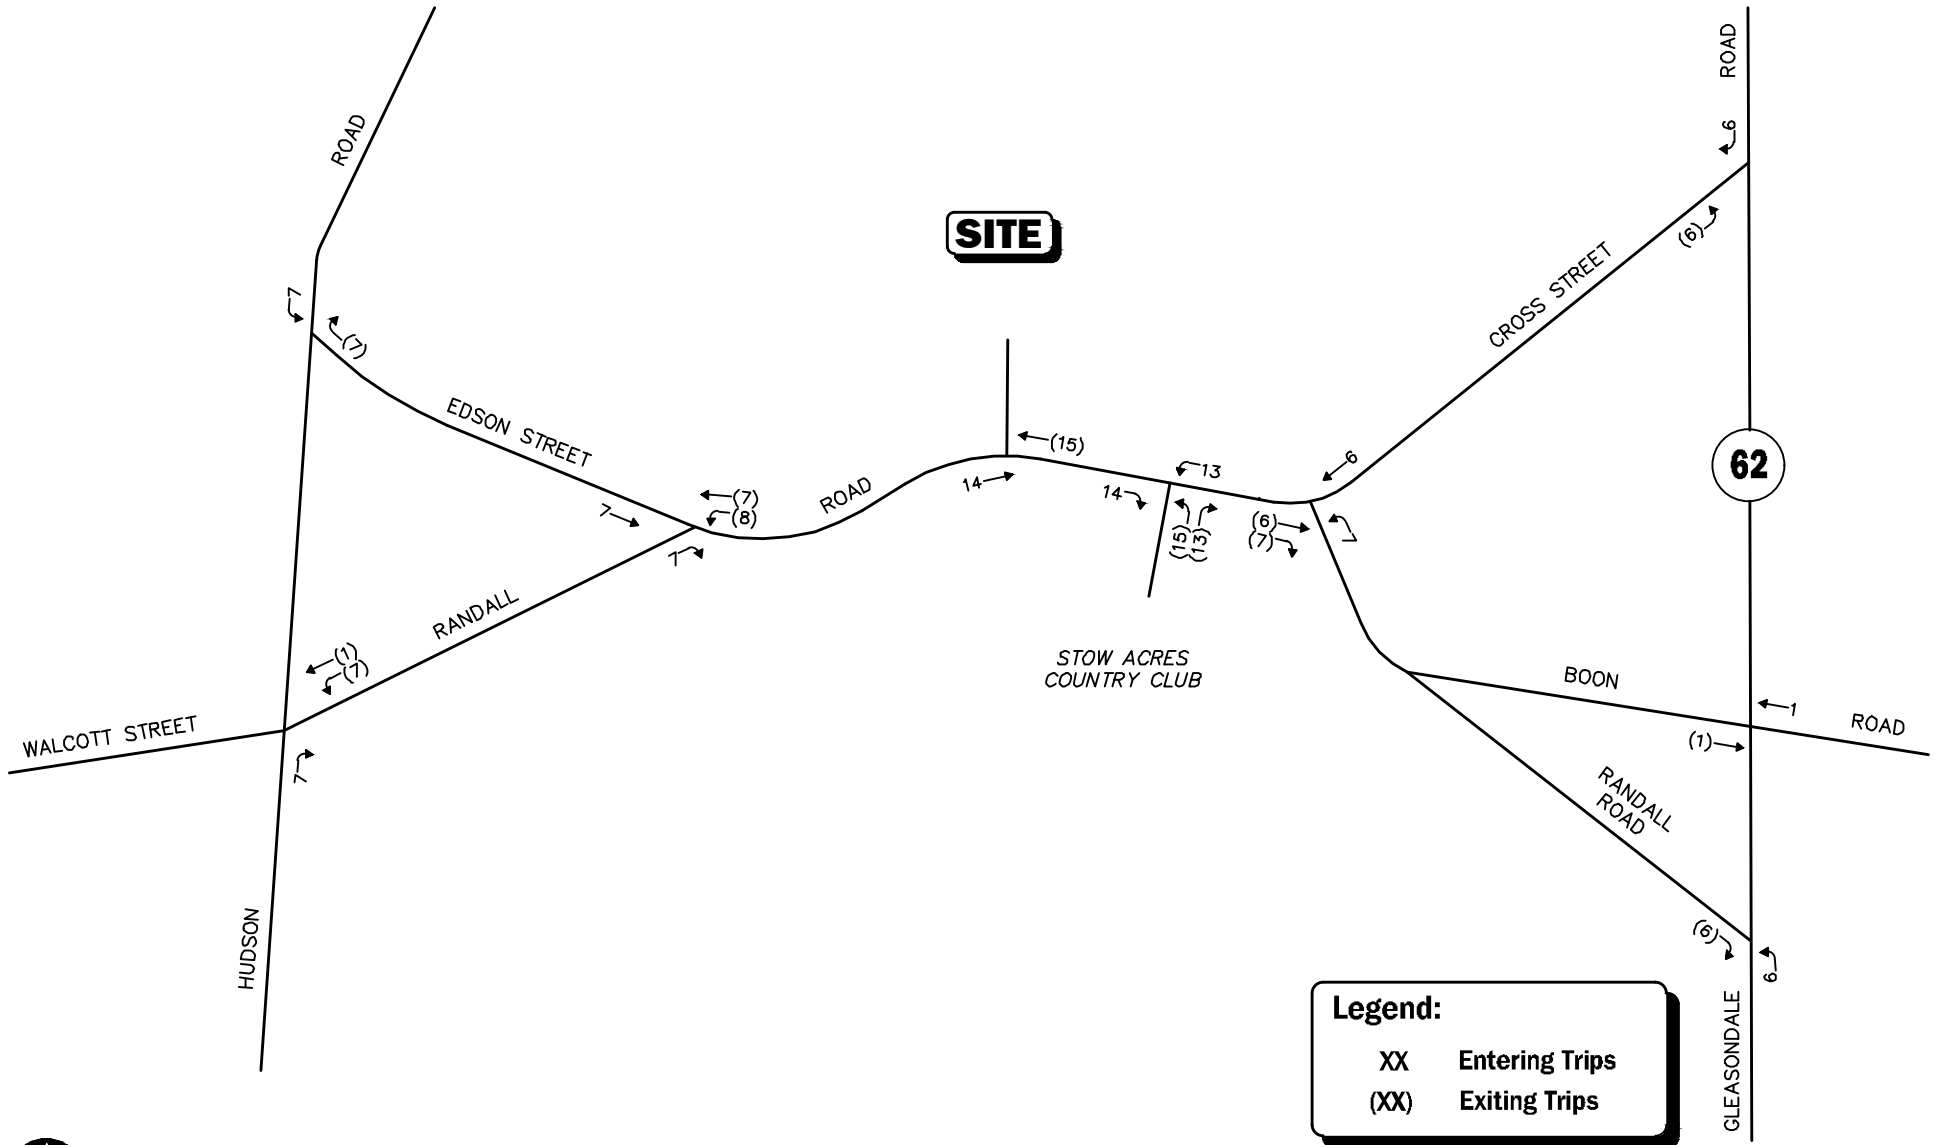 ROAD
ROAD
6
SITE
(6)
CROSS STREET
7
(7)
EDSON STREET
(15)
13
6
62
14
14
ROAD
(7)
(8)
7
7
(15)
(13)
(6)
(7)
7
RANDALL
(1)
(7)
STOW ACRES
COUNTRY CLUB
BOON
1
ROAD
(1)
WALCOTT STREET
7
RANDALL
ROAD
(6)
6
HUDSON
GLEASONDALE
Legend:
XX Entering Trips
(XX) Exiting Trips